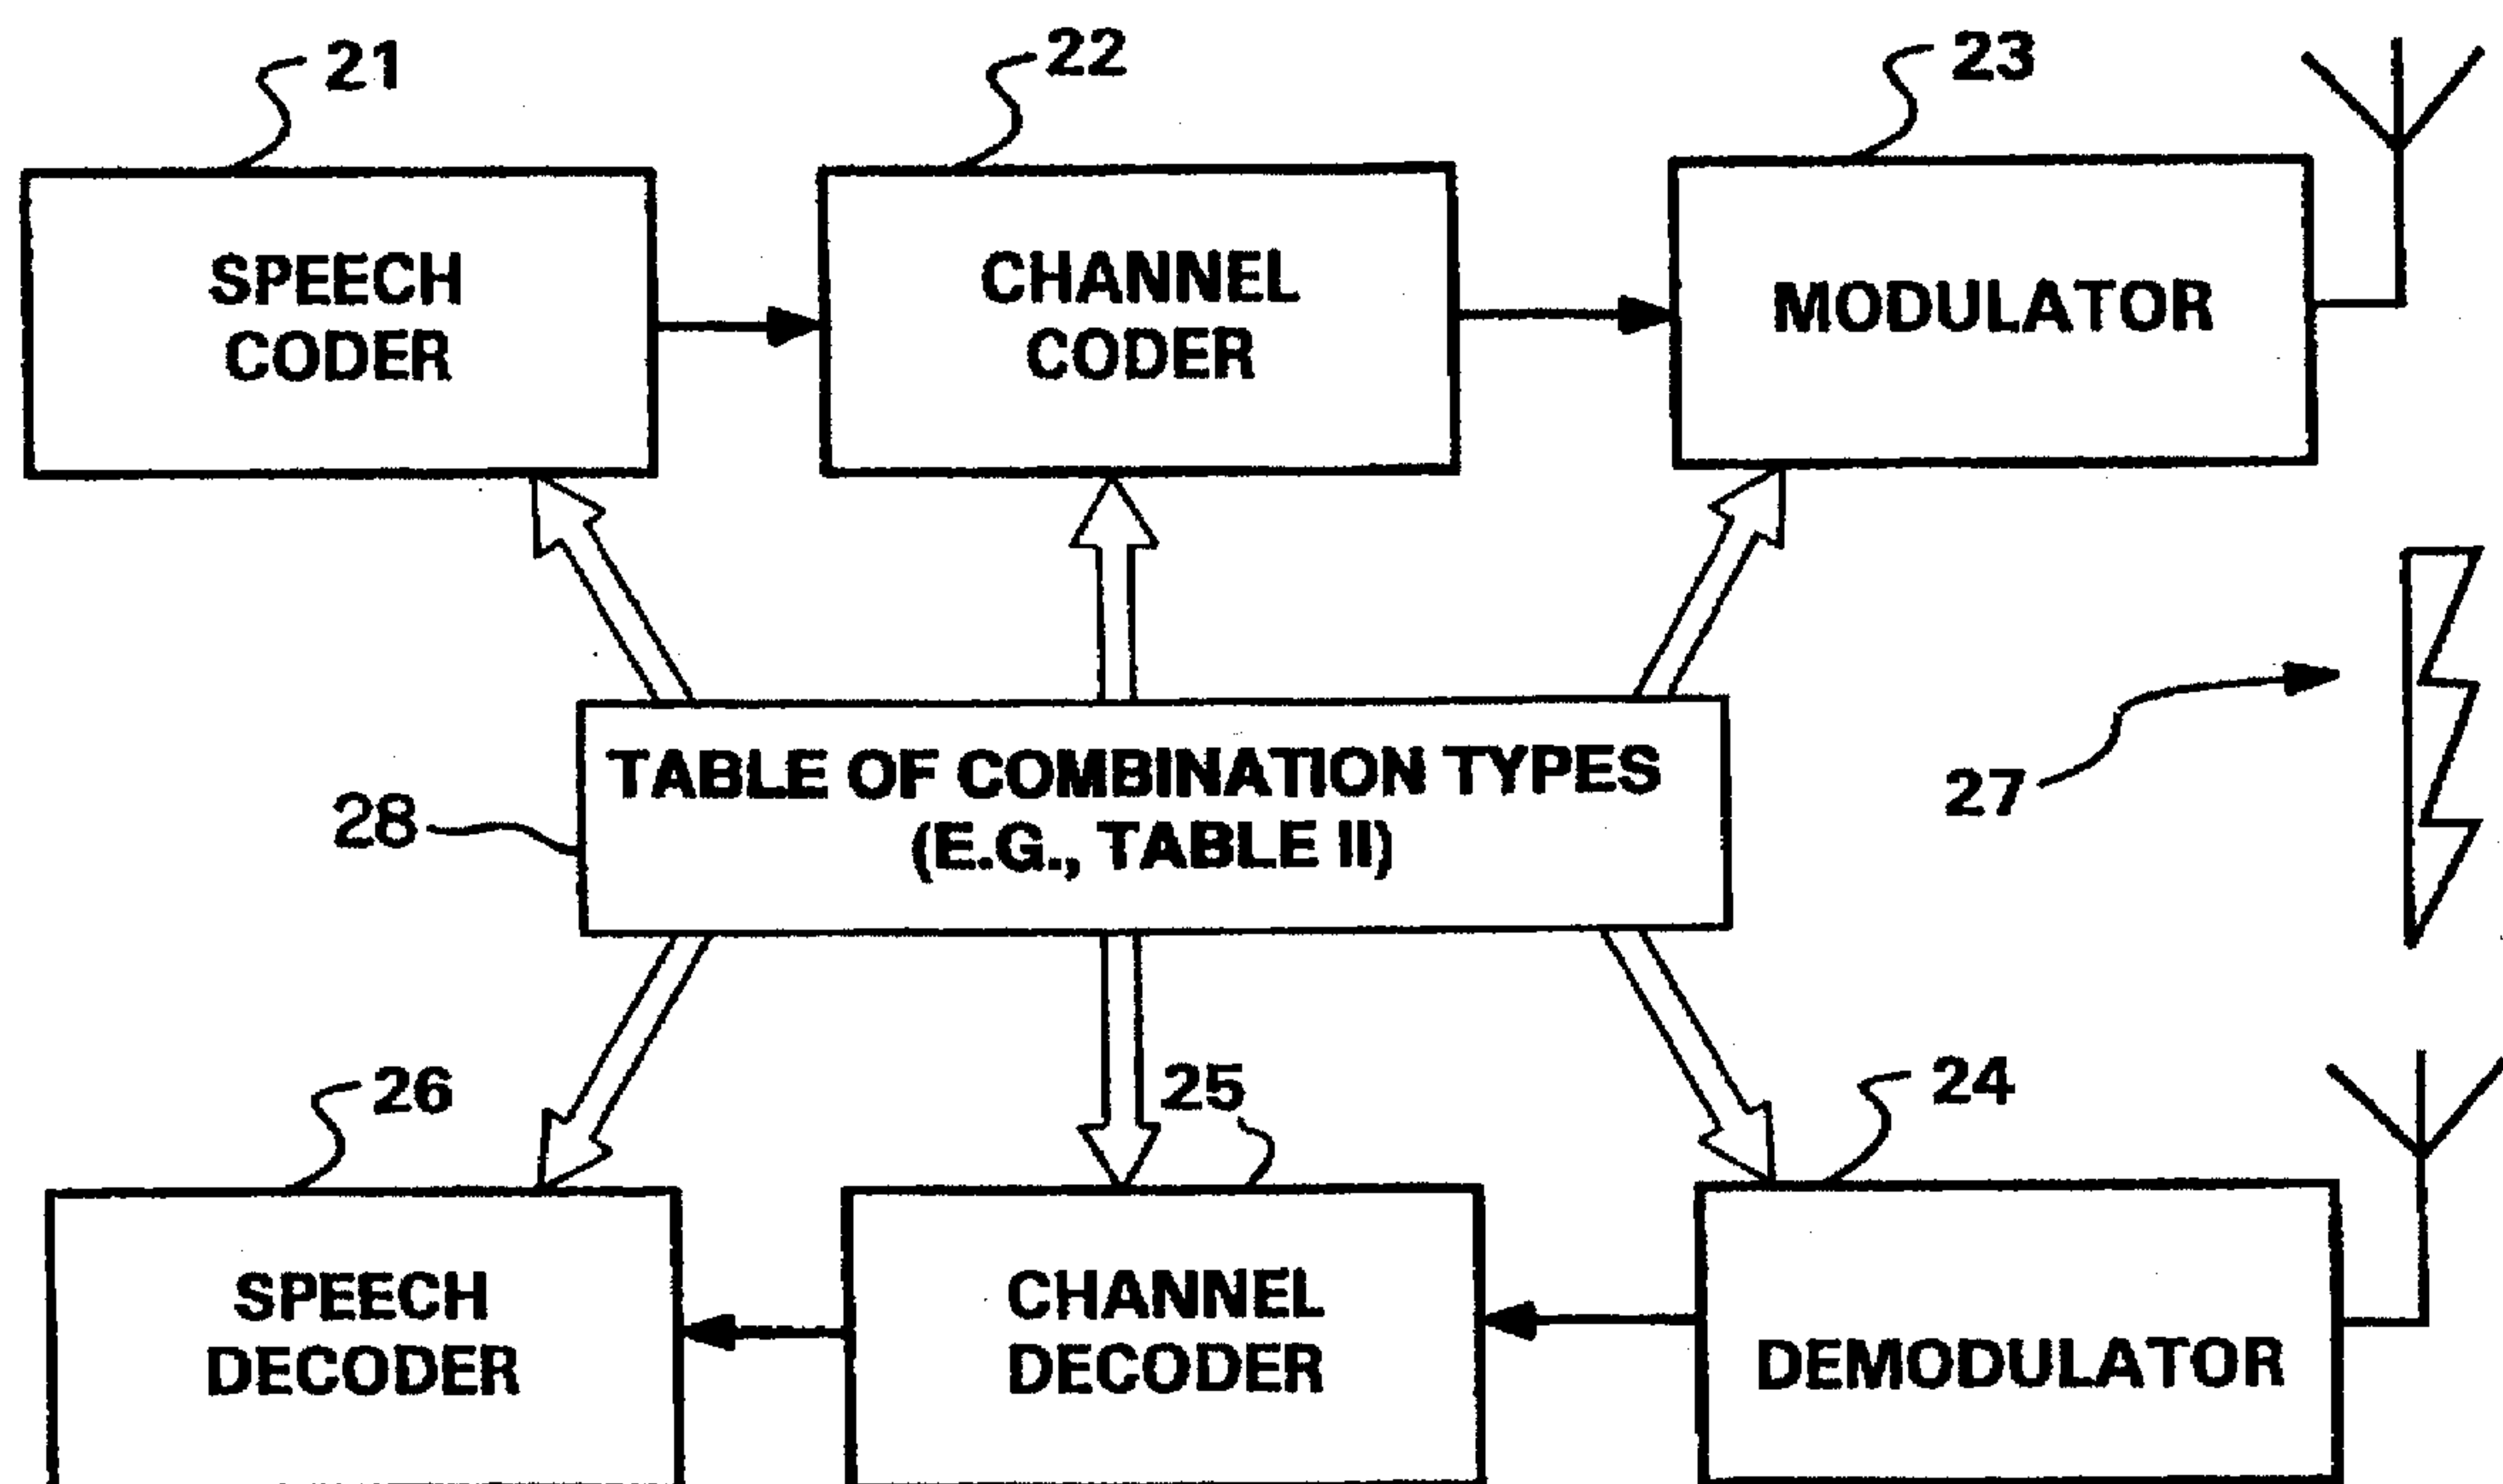 21
22
23
SPEECH
CODER
CHANNEL
CODER
MODULATOR
TABLE OF COMBINATION TYPES
(E.G., TABLE II)
27
28
26
25
24
SPEECH
DECODER
CHANNEL
DECODER
DEMODULATOR